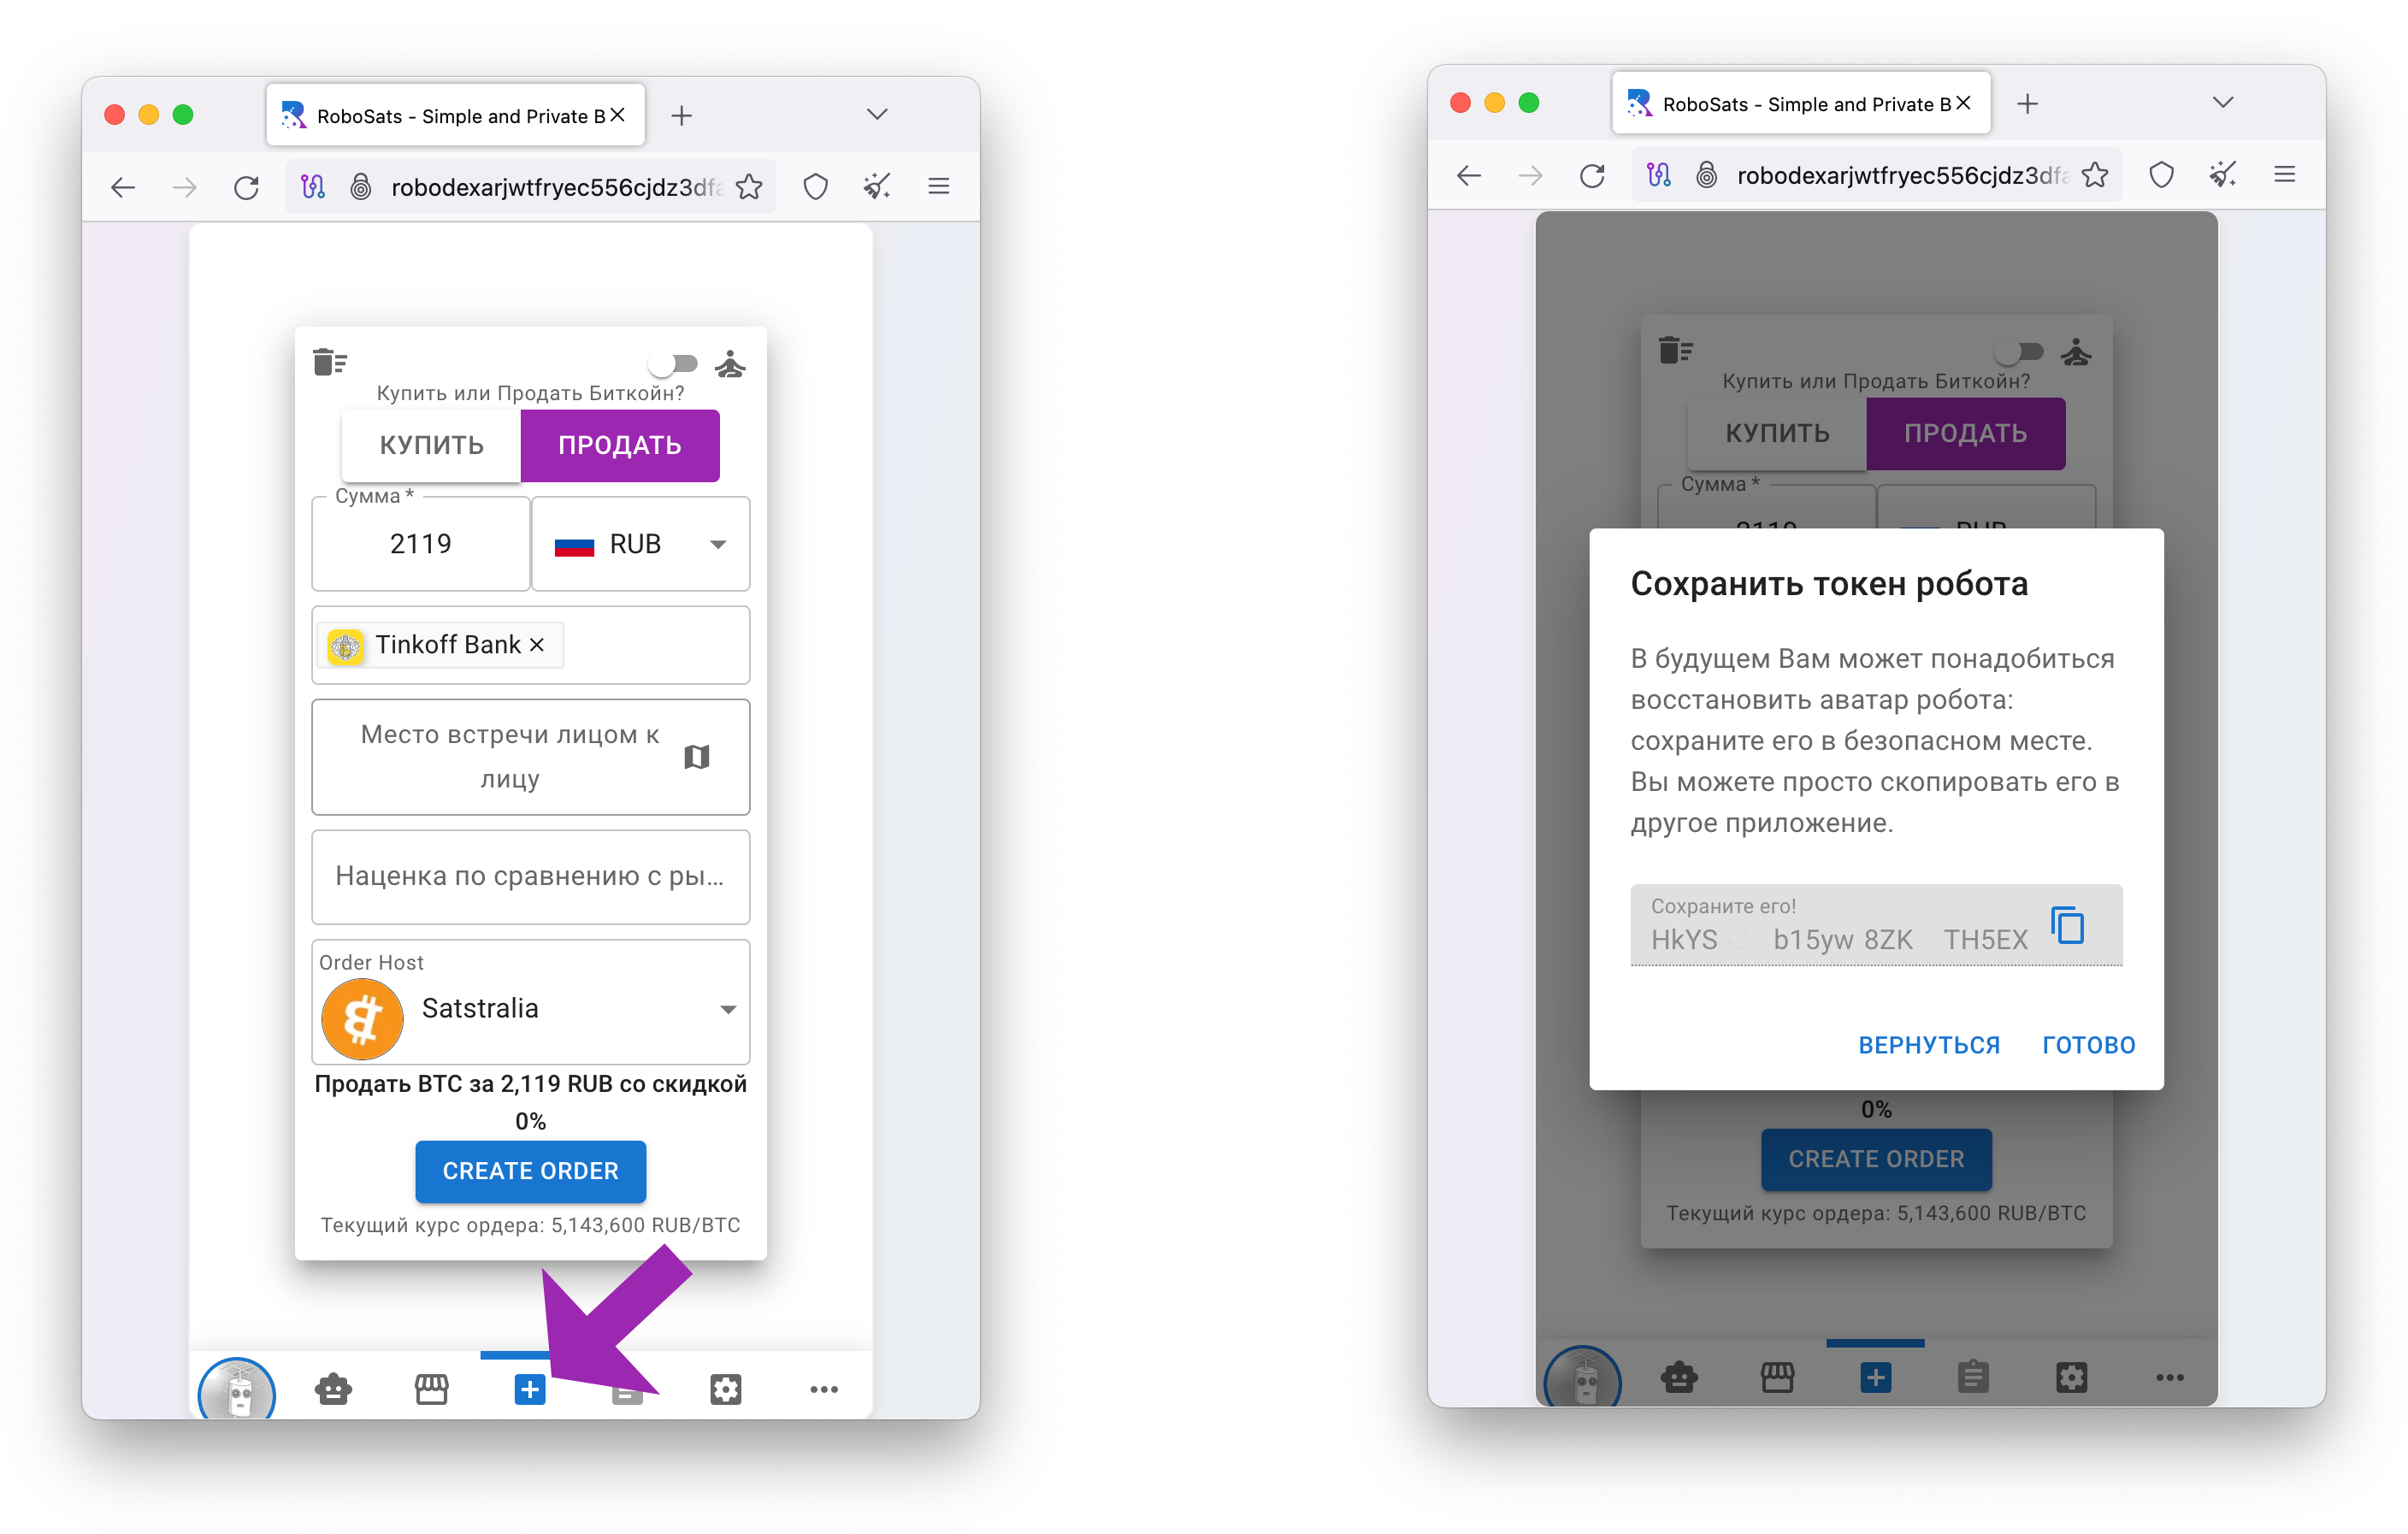 RoboSats - Simple and Private B
robodexarjwtfryec556cjdz3dfa
Купить или Продать Биткойн?
КУПИТЬ
ПРОДАТЬ
Сумма *
2119
RUB
Tinkoff Bank
Место встречи лицом к
лицу
Наценка по сравнению с ры...
Order Host
Satstralia
Продать BTC за 2,119 RUB со скидкой
0%
CREATE ORDER
Текущий курс ордера: 5,143,600 RUB/BTC
RoboSats - Simple and Private B
robodexarjwtfryec556cjdz3dfa
Купить или Продать Биткойн?
КУПИТЬ
ПРОДАТЬ
Сумма *
2119
RUB
Сохранить токен робота
В будущем Вам может понадобиться
восстановить аватар робота:
сохраните его в безопасном месте.
Вы можете просто скопировать его в
другое приложение.
Сохраните его!
HkYS b15yw 8ZK TH5EX
ВЕРНУТЬСЯ
ГОТОВО
0%
CREATE ORDER
Текущий курс ордера: 5,143,600 RUB/BTC